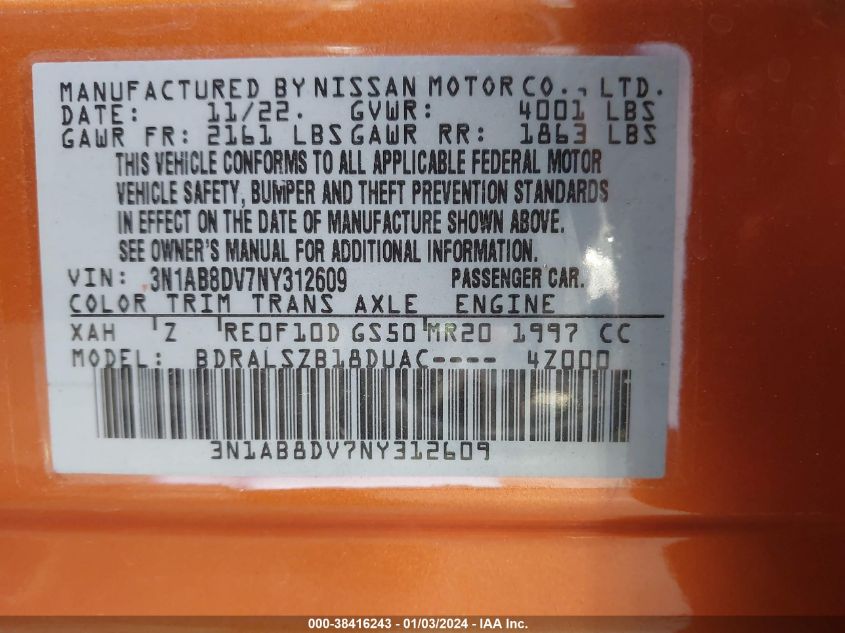 MANUFACTURED BY NISSAN MOTOR CO., LTD.
DATE: 11/22. GVWR: 4001 LBS
GAWR FR: 2161 LBS GAWR RR: 1863 LBS
THIS VEHICLE CONFORMS TO ALL APPLICABLE FEDERAL MOTOR
VEHICLE SAFETY, BUMPER AND THEFT PREVENTION STANDARDS
IN EFFECT ON THE DATE OF MANUFACTURE SHOWN ABOVE.
SEE OWNER'S MANUAL FOR ADDITIONAL INFORMATION.
VIN: 3N1AB8DV7NY312609 PASSENGER CAR.
COLOR TRIM TRANS AXLE ENGINE
XAH Z RE0F10D GS50 MR20 1997 CC
MODEL: BDRALSZB18DUAC---- 4Z000
3N1AB8DV7NY312609
000-38416243 - 01/03/2024 - IAA Inc.